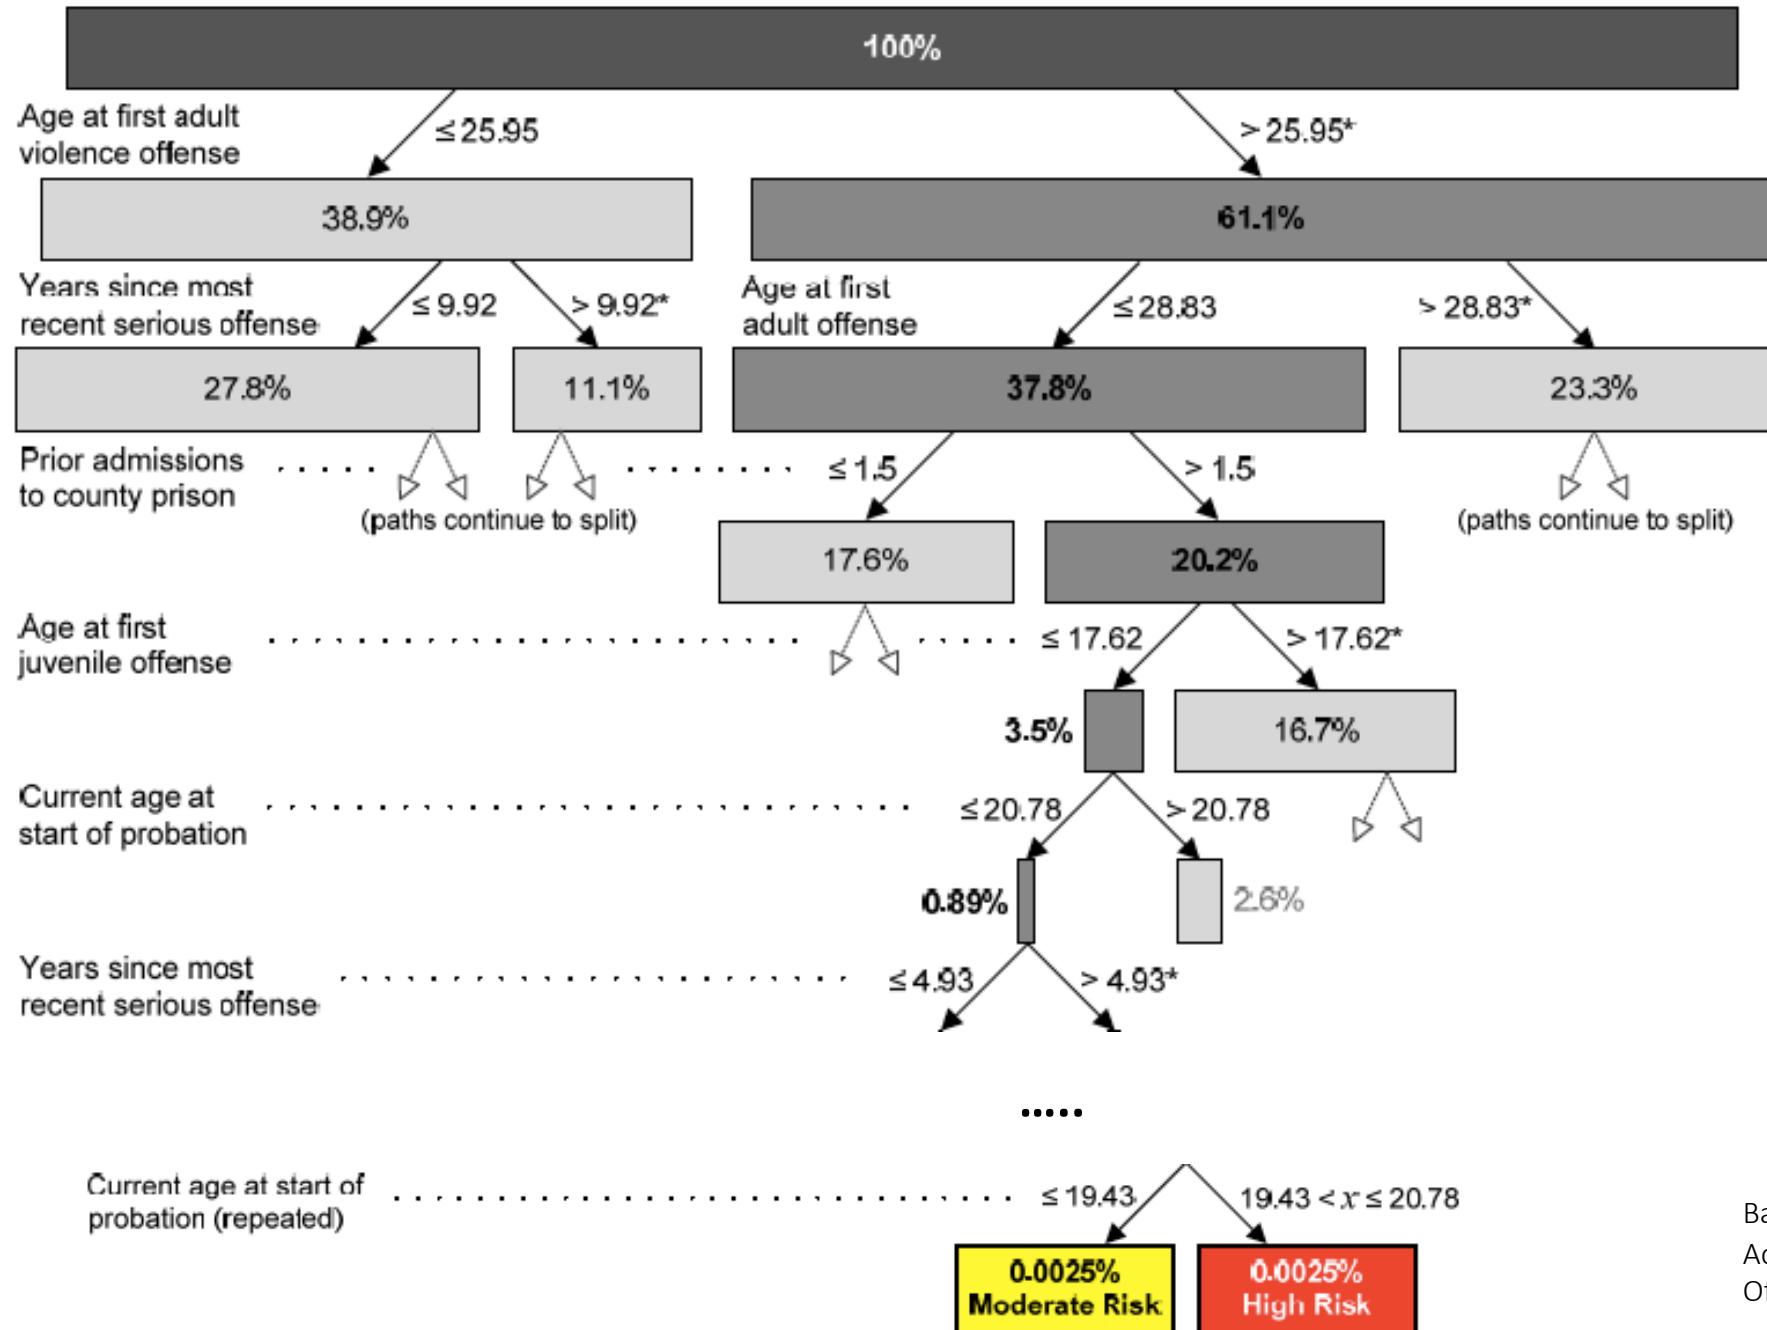 100%
Age at first adult
violence offense
≤ 25.95
> 25.95*
38.9%
61.1%
Years since most
recent serious offense
≤ 9.92
> 9.92*
Age at first
adult offense
≤ 28.83
> 28.83*
27.8%
11.1%
37.8%
23.3%
Prior admissions
to county prison
≤ 1.5
> 1.5
(paths continue to split)
(paths continue to split)
17.6%
20.2%
Age at first
juvenile offense
≤ 17.62
> 17.62*
3.5%
16.7%
Current age at
start of probation
≤ 20.78
> 20.78
0.89%
2.6%
Years since most
recent serious offense
≤ 4.93
> 4.93*
.....
Current age at start of
probation (repeated)
≤ 19.43
19.43 < x ≤ 20.78
0.0025%
Moderate Risk
0.0025%
High Risk